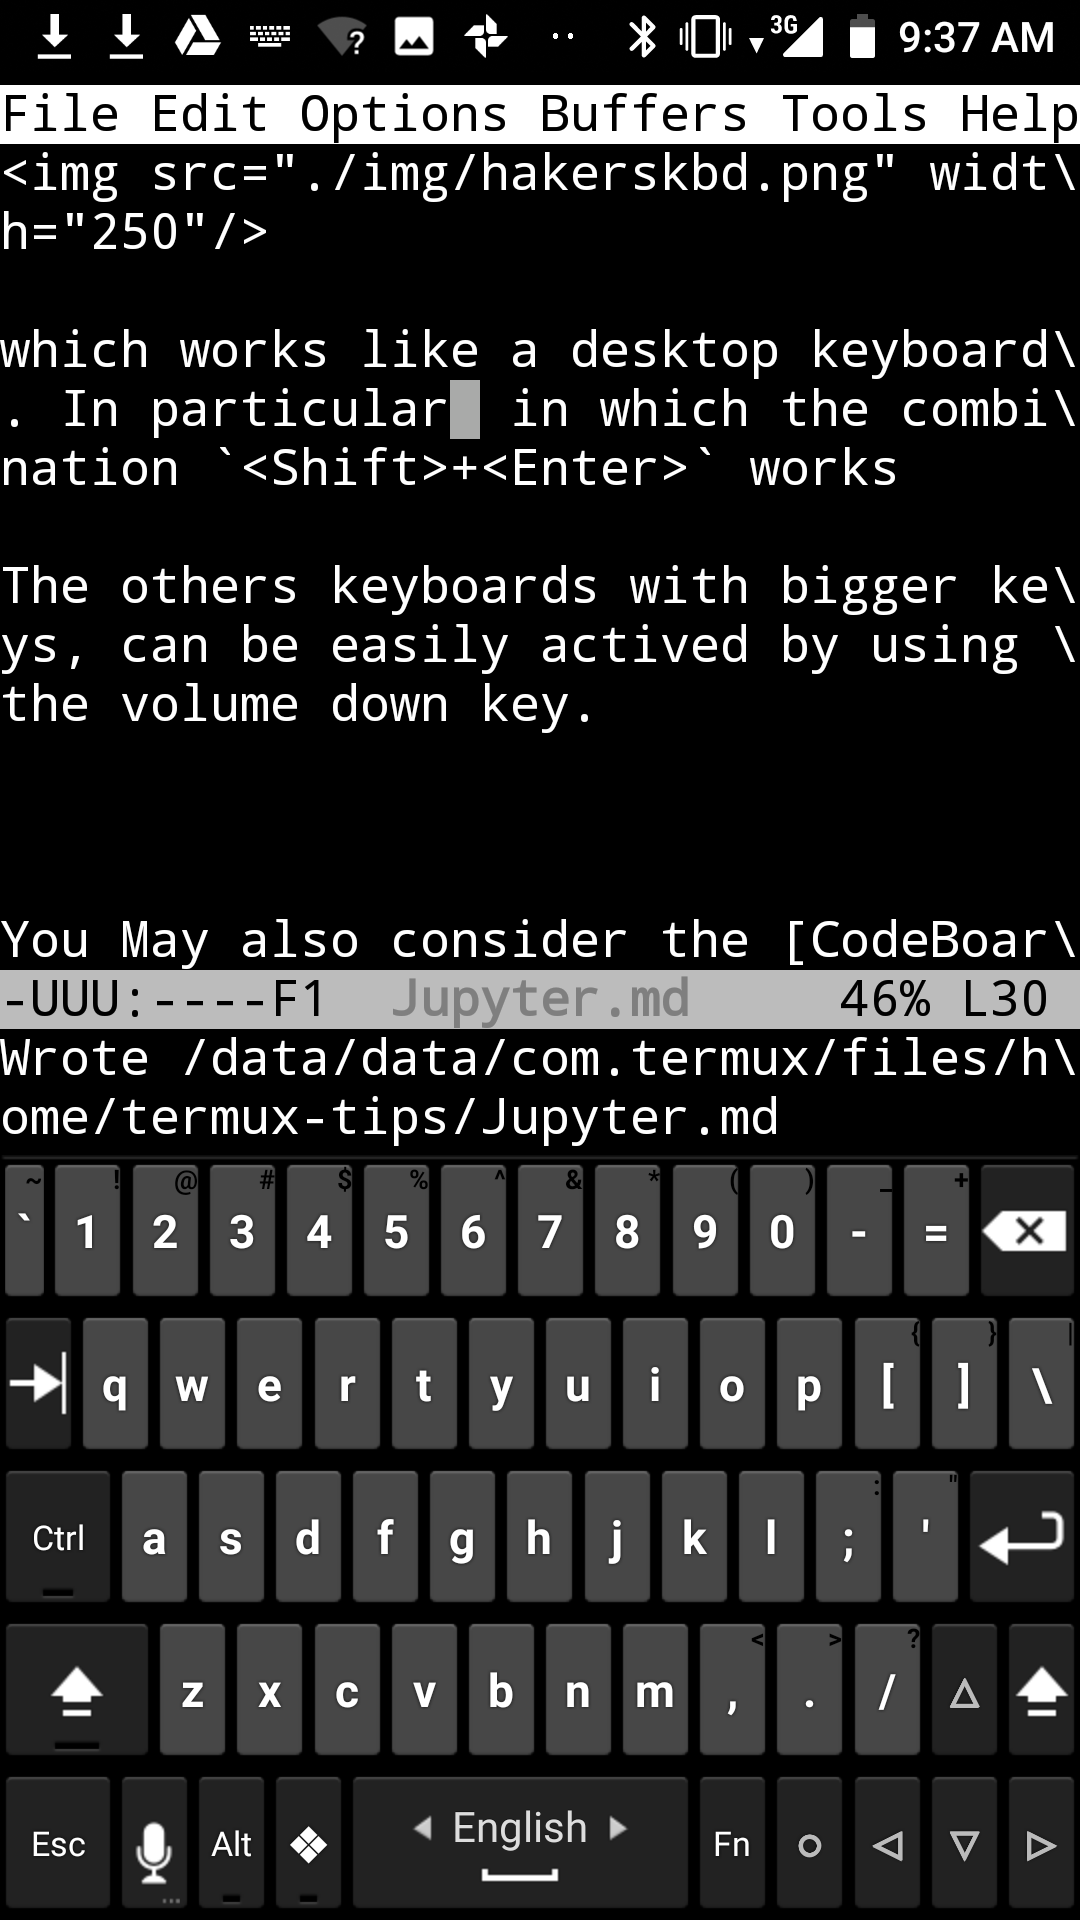 3G 9:37 AM
File Edit Options Buffers Tools Help
<img src="./img/hakerskbd.png" widt\
h="250"/>
which works like a desktop keyboard\
. In particular in which the combi\
nation `<Shift>+<Enter>` works
The others keyboards with bigger ke\
ys, can be easily actived by using \
the volume down key.
You May also consider the [CodeBoar\
-UUU:----F1 Jupyter.md 46% L30
Wrote /data/data/com.termux/files/h\
ome/termux-tips/Jupyter.md
~ ! @ # $ % ^ & * ( ) _ +
` 1 2 3 4 5 6 7 8 9 0 - =
{ } |
q w e r t y u i o p [ ] \
: "
Ctrl a s d f g h j k l ; '
< > ?
z x c v b n m , . /
Esc Alt English Fn